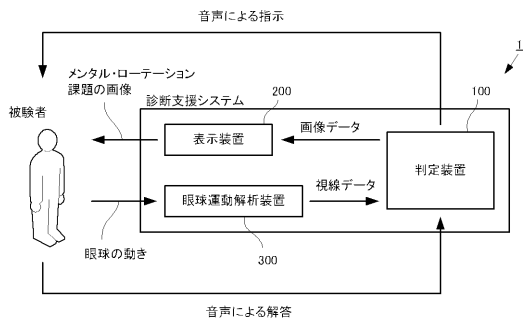 音声による指示
1
メンタル・ローテーション
課題の画像
被験者
診断支援システム
200
100
表示装置
画像データ
判定装置
眼球運動解析装置
視線データ
眼球の動き
300
音声による解答